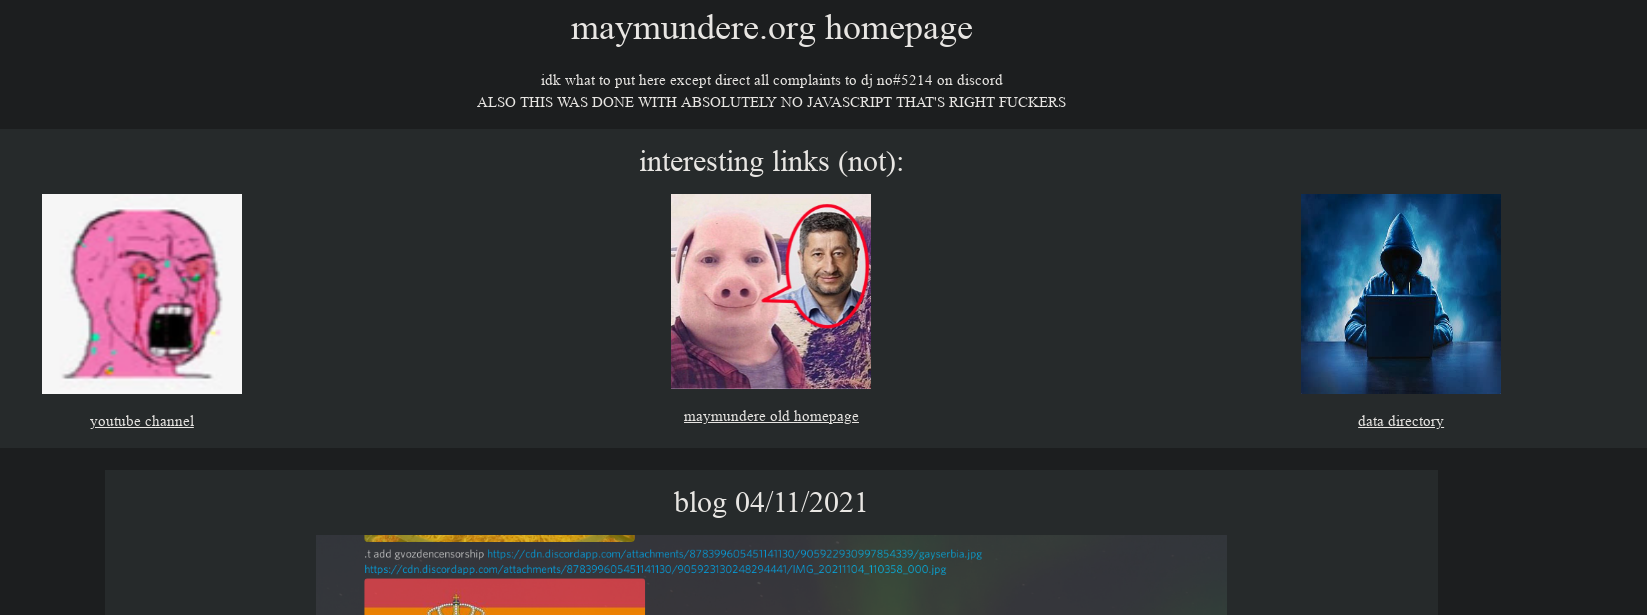 maymundere.org homepage
idk what to put here except direct all complaints to dj no#5214 on discord
ALSO THIS WAS DONE WITH ABSOLUTELY NO JAVASCRIPT THAT'S RIGHT FUCKERS
interesting links (not):
youtube channel
maymundere old homepage
data directory
blog 04/11/2021
.t add gvozdencensorship https://cdn.discordapp.com/attachments/878399605451141130/905922930997854339/gayserbia.jpg
https://cdn.discordapp.com/attachments/878399605451141130/905923130248294441/IMG_20211104_110358_000.jpg